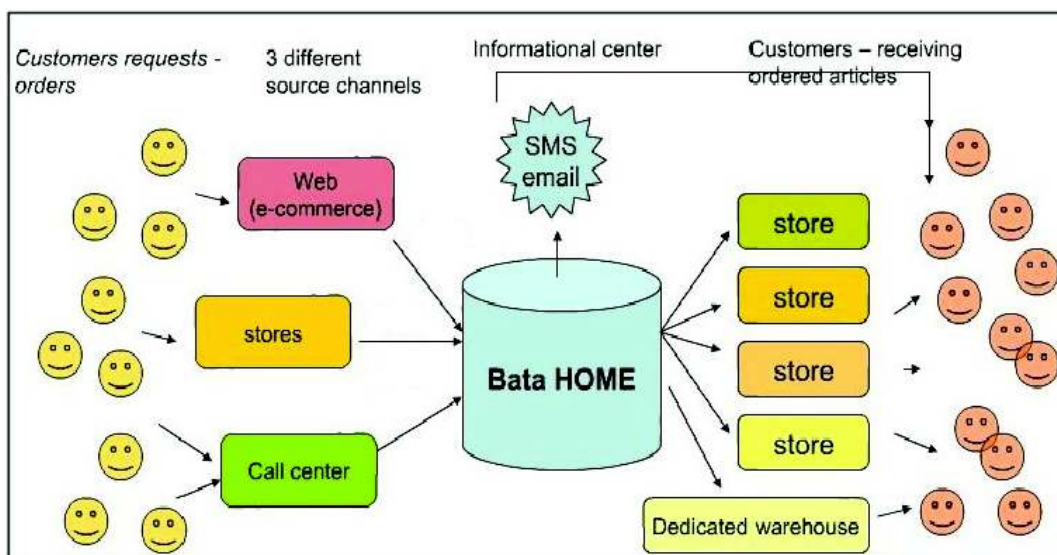 Customers requests -
orders
3 different
source channels
Informational center
Customers – receiving
ordered articles
SMS
email
Web
(e-commerce)
stores
Call center
Bata HOME
store
store
store
store
Dedicated warehouse